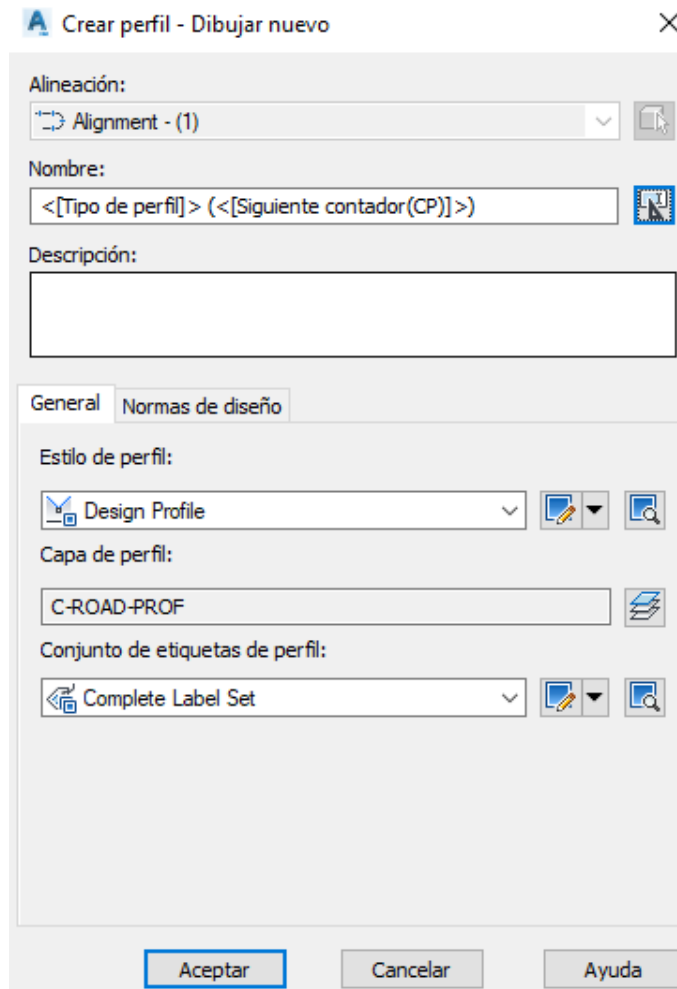 Crear perfil - Dibujar nuevo
Alineación:
Alignment - (1)
Nombre:
<[Tipo de perfil]> (<[Siguiente contador(CP)]>)
Descripción:
General Normas de diseño
Estilo de perfil:
Design Profile
Capa de perfil:
C-ROAD-PROF
Conjunto de etiquetas de perfil:
Complete Label Set
Aceptar Cancelar Ayuda